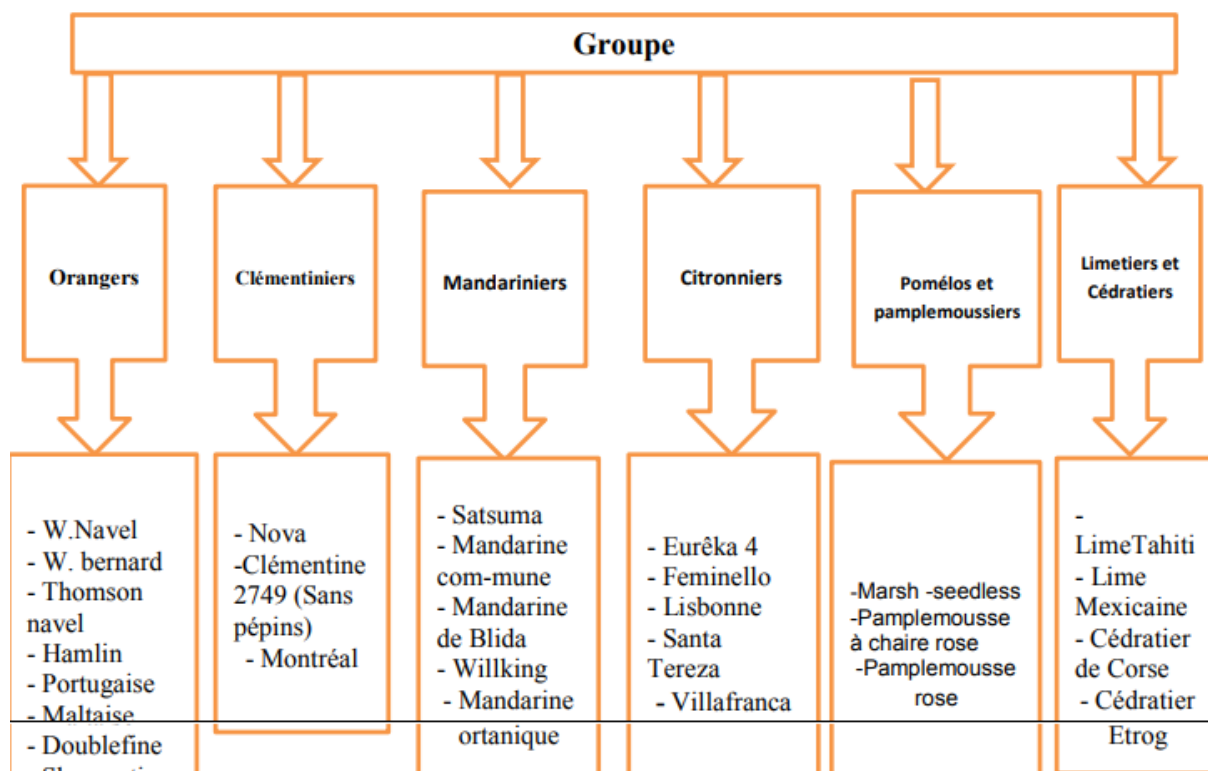 Groupe
Orangers
Clémentiniers
Mandariniers
Citronniers
Pomélos et
pamplemoussiers
Limetiers et
Cédratiers
- W.Navel
- W. bernard
- Thomson
navel
- Hamlin
- Portugaise
- Maltaise
- Doublefine
- Nova
-Clémentine
2749 (Sans
pépins)
- Montréal
- Satsuma
- Mandarine
com-mune
- Mandarine
de Blida
- Willking
- Mandarine
ortanique
- Eurêka 4
- Feminello
- Lisbonne
- Santa
Tereza
- Villafranca
-Marsh -seedless
-Pamplemousse
à chaire rose
-Pamplemousse
rose
-
LimeTahiti
- Lime
Mexicaine
- Cédratier
de Corse
- Cédratier
Etrog